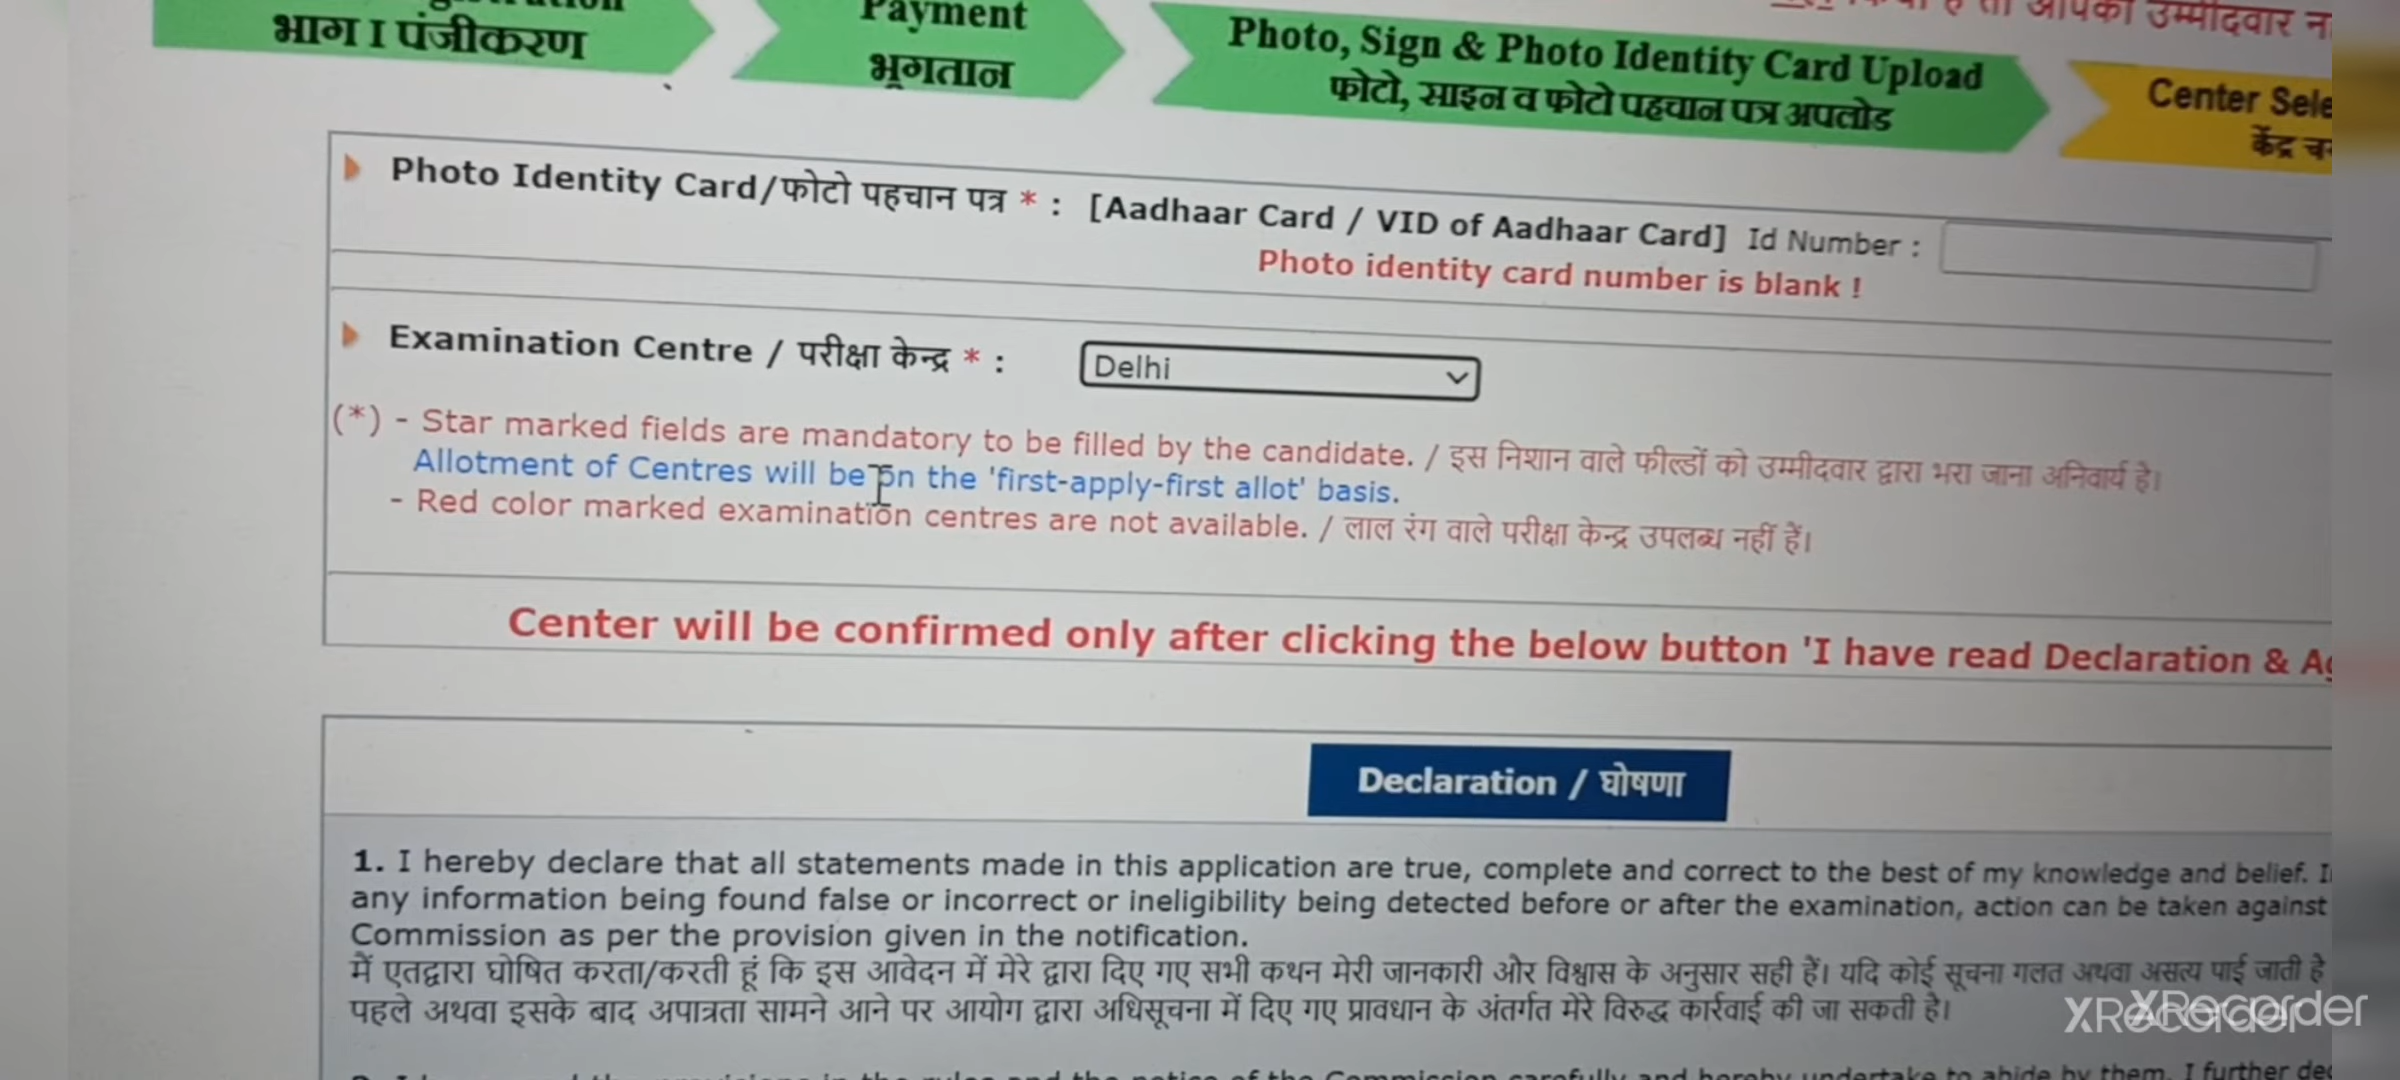 भाग I पंजीकरण
Payment
भुगतान
Photo, Sign & Photo Identity Card Upload
फोटो, साइन व फोटो पहचान पत्र अपलोड
Center
केंद्र
तो आपकी उम्मीदवार
Photo Identity Card/फोटो पहचान पत्र * : [Aadhaar Card / VID of Aadhaar Card] Id Number :
Photo identity card number is blank !
Examination Centre / परीक्षा केन्द्र * : Delhi
(*) - Star marked fields are mandatory to be filled by the candidate. / इस निशान वाले फील्डों को उम्मीदवार द्वारा भरा जाना अनिवार्य है।
Allotment of Centres will be on the 'first-apply-first allot' basis.
- Red color marked examination centres are not available. / लाल रंग वाले परीक्षा केन्द्र उपलब्ध नहीं हैं।
Center will be confirmed only after clicking the below button 'I have read Declaration &
Declaration / घोषणा
1. I hereby declare that all statements made in this application are true, complete and correct to the best of my knowledge and belief.
any information being found false or incorrect or ineligibility being detected before or after the examination, action can be taken against
Commission as per the provision given in the notification.
मैं एतद्वारा घोषित करता/करती हूं कि इस आवेदन में मेरे द्वारा दिए गए सभी कथन मेरी जानकारी और विश्वास के अनुसार सही हैं। यदि कोई सूचना गलत अथवा असत्य पाई जाती है
पहले अथवा इसके बाद अपात्रता सामने आने पर आयोग द्वारा अधिसूचना में दिए गए प्रावधान के अंतर्गत मेरे विरुद्ध कार्रवाई की जा सकती है।
XRecorder